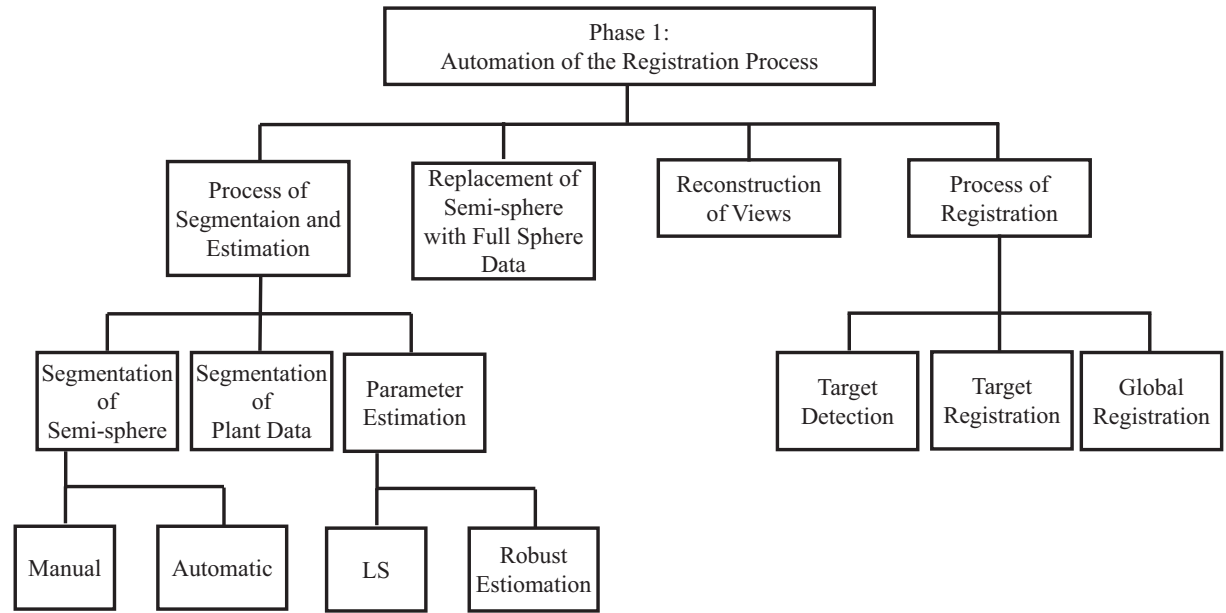 Phase 1:
Automation of the Registration Process
Process of
Segmentaion and
Estimation
Replacement of
Semi-sphere
with Full Sphere
Data
Reconstruction
of Views
Process of
Registration
Segmentation
of
Semi-sphere
Segmentation
of
Plant Data
Parameter
Estimation
Target
Detection
Target
Registration
Global
Registration
Manual
Automatic
LS
Robust
Estiomation